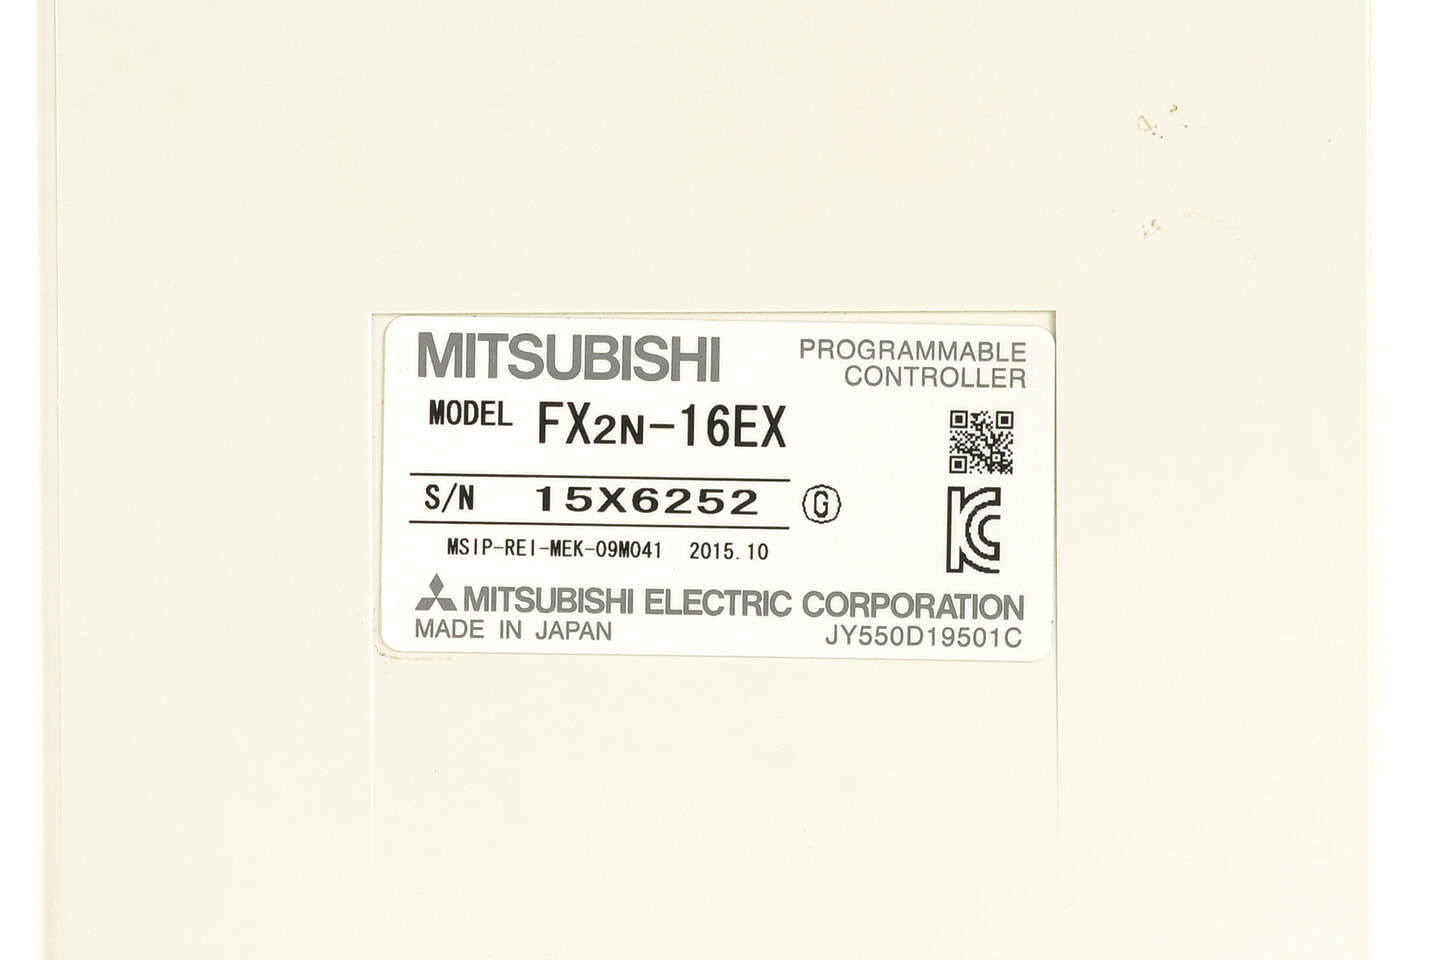 MITSUBISHI
PROGRAMMABLE
CONTROLLER
MODEL FX2N-16EX
S/N 15X6252 G
MSIP-REI-MEK-09M041 2015.10
KC
MITSUBISHI ELECTRIC CORPORATION
MADE IN JAPAN JY550D19501C